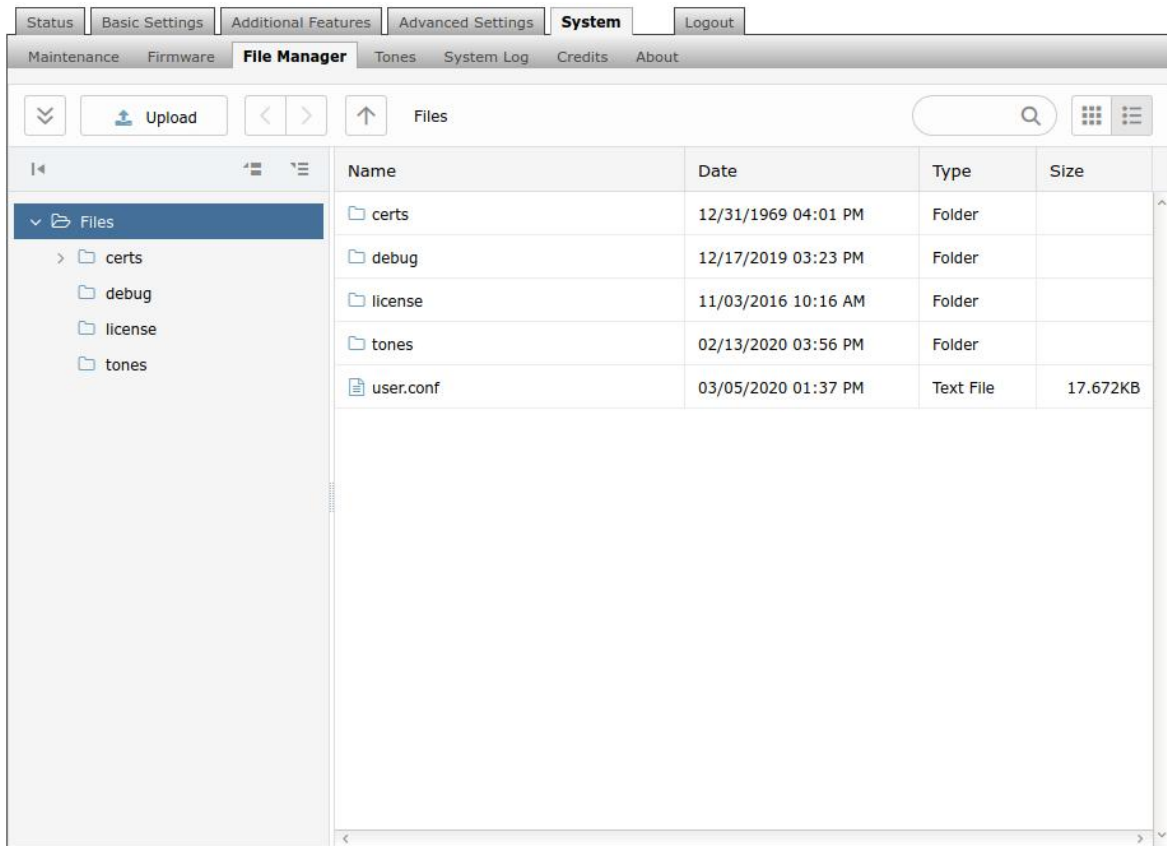 Status Basic Settings Additional Features Advanced Settings System Logout
Maintenance Firmware File Manager Tones System Log Credits About
Upload Files
Name Date Type Size
Files
certs
debug
license
tones
certs 12/31/1969 04:01 PM Folder
debug 12/17/2019 03:23 PM Folder
license 11/03/2016 10:16 AM Folder
tones 02/13/2020 03:56 PM Folder
user.conf 03/05/2020 01:37 PM Text File 17.672KB